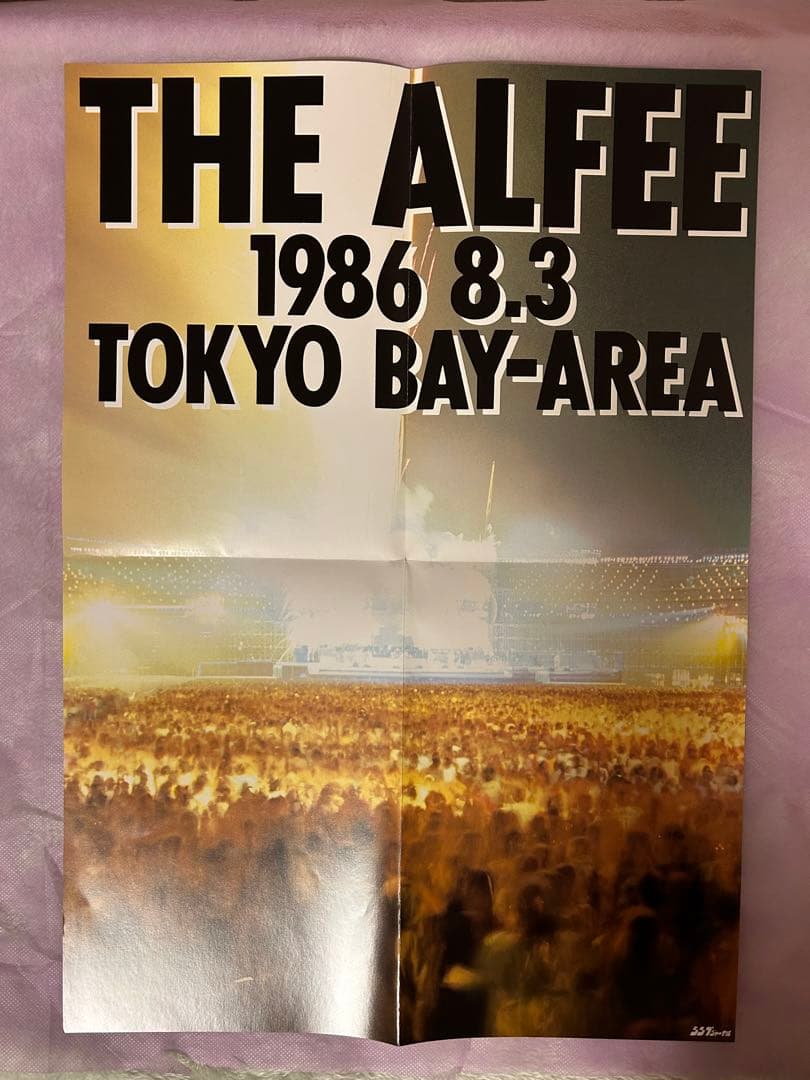 THE ALFEE
1986 8.3
TOKYO BAY-AREA